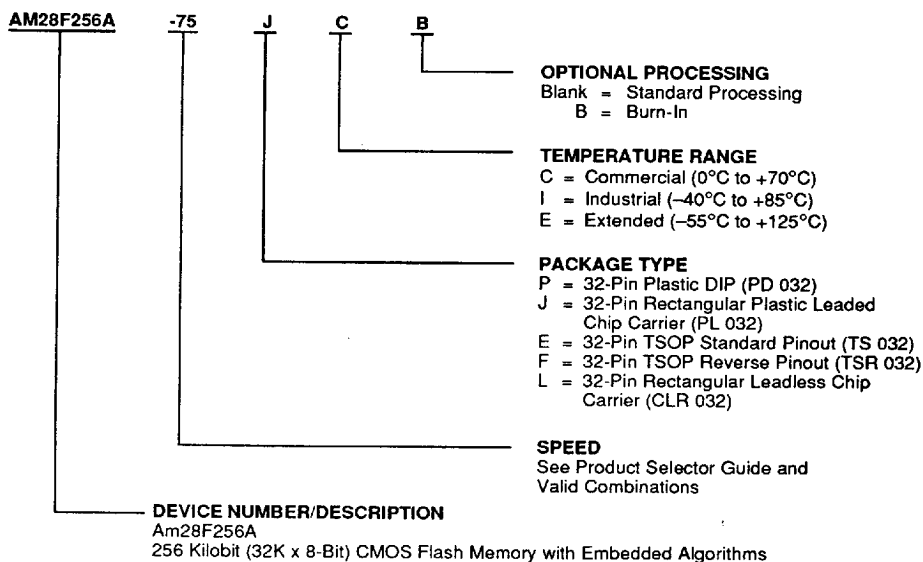 AM28F256A -75 J C B
OPTIONAL PROCESSING
Blank = Standard Processing
B = Burn-In
TEMPERATURE RANGE
C = Commercial (0°C to +70°C)
I = Industrial (–40°C to +85°C)
E = Extended (–55°C to +125°C)
PACKAGE TYPE
P = 32-Pin Plastic DIP (PD 032)
J = 32-Pin Rectangular Plastic Leaded
Chip Carrier (PL 032)
E = 32-Pin TSOP Standard Pinout (TS 032)
F = 32-Pin TSOP Reverse Pinout (TSR 032)
L = 32-Pin Rectangular Leadless Chip
Carrier (CLR 032)
SPEED
See Product Selector Guide and
Valid Combinations
DEVICE NUMBER/DESCRIPTION
Am28F256A
256 Kilobit (32K x 8-Bit) CMOS Flash Memory with Embedded Algorithms